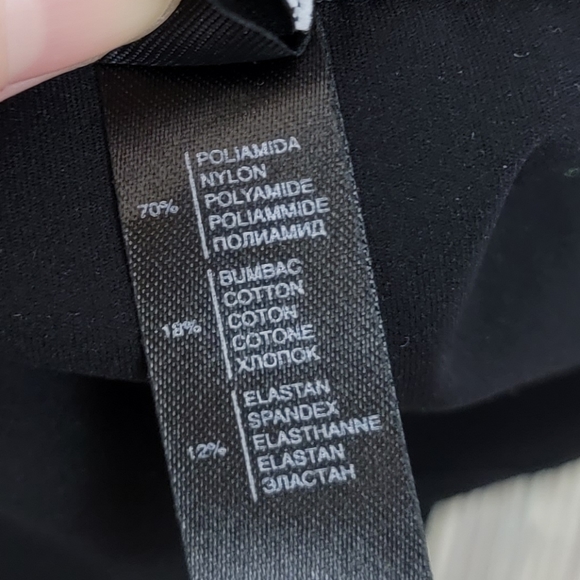 70%
POLIAMIDA
NYLON
POLYAMIDE
POLIAMMIDE
ПОЛИАМИД
18%
BUMBAC
COTTON
COTON
COTONE
ХЛОПОК
12%
ELASTAN
SPANDEX
ELASTHANNE
ELASTAN
ЭЛАСТАН